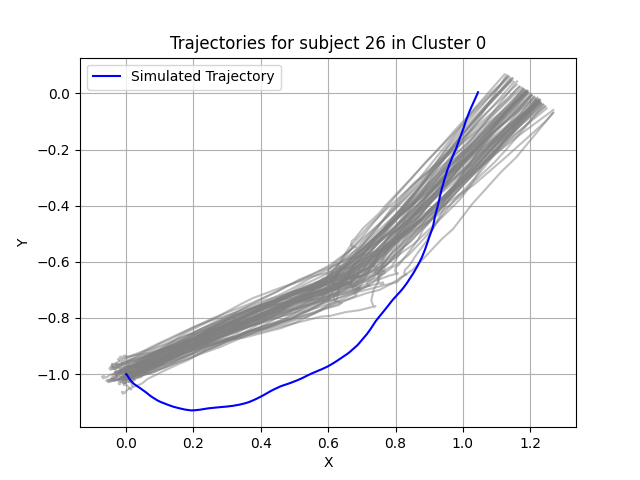 Trajectories for subject 26 in Cluster 0
Simulated Trajectory
0.0
−0.2
−0.4
−0.6
−0.8
−1.0
Y
0.0 0.2 0.4 0.6 0.8 1.0 1.2
X